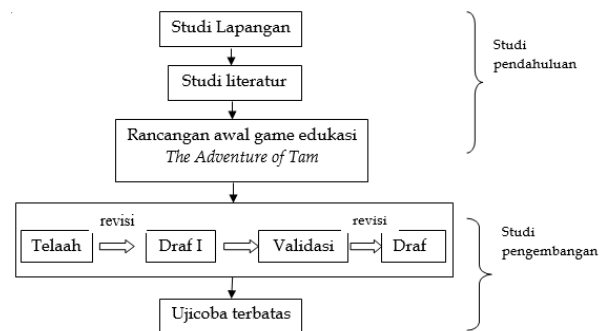 Studi Lapangan
Studi literatur
Rancangan awal game edukasi
The Adventure of Tam
Studi
pendahuluan
revisi
revisi
Telaah
Draf I
Validasi
Draf
Studi
pengembangan
Ujicoba terbatas